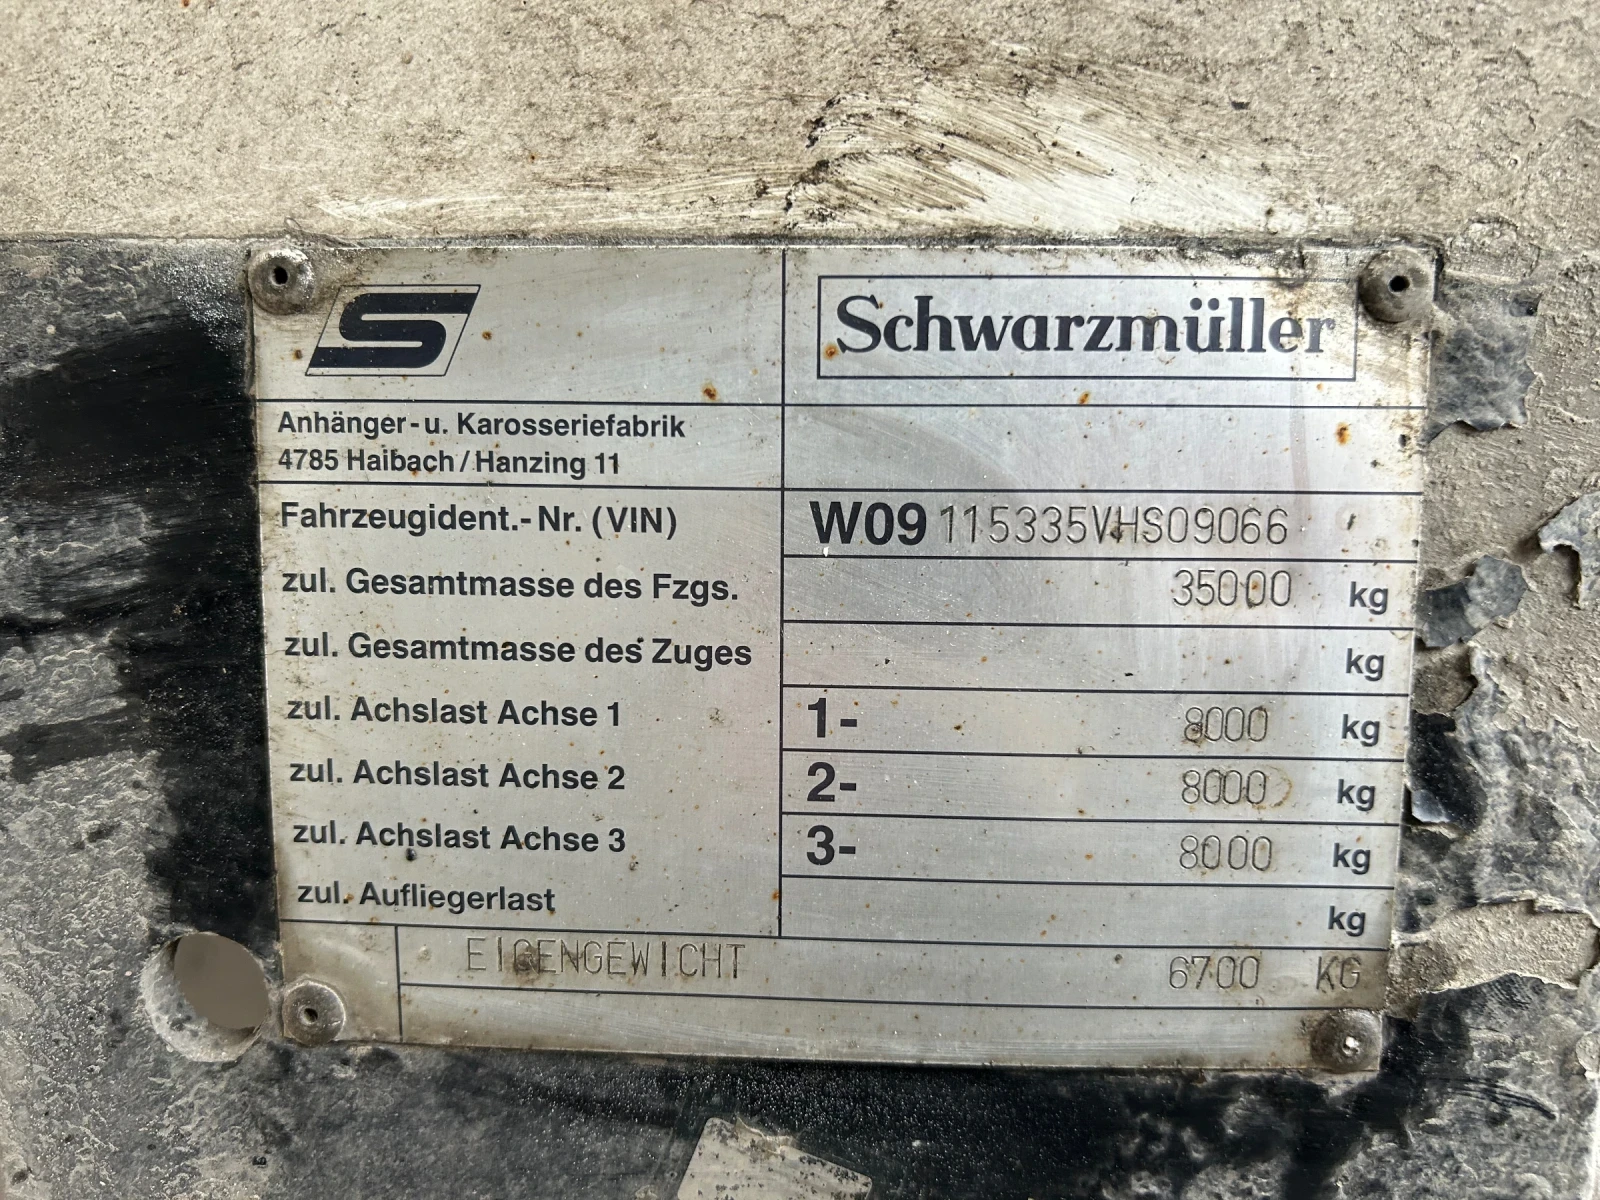 S
Schwarzmüller
Anhänger-u. Karosseriefabrik
4785 Haibach/Hanzing 11
Fahrzeugident.-Nr. (VIN) W09115335VHS09066
zul. Gesamtmasse des Fzgs. 35000 kg
zul. Gesamtmasse des Zuges kg
zul. Achslast Achse 1 1- 8000 kg
zul. Achslast Achse 2 2- 8000 kg
zul. Achslast Achse 3 3- 8000 kg
zul. Aufliegerlast kg
EIGENGEWICHT 6700 KG